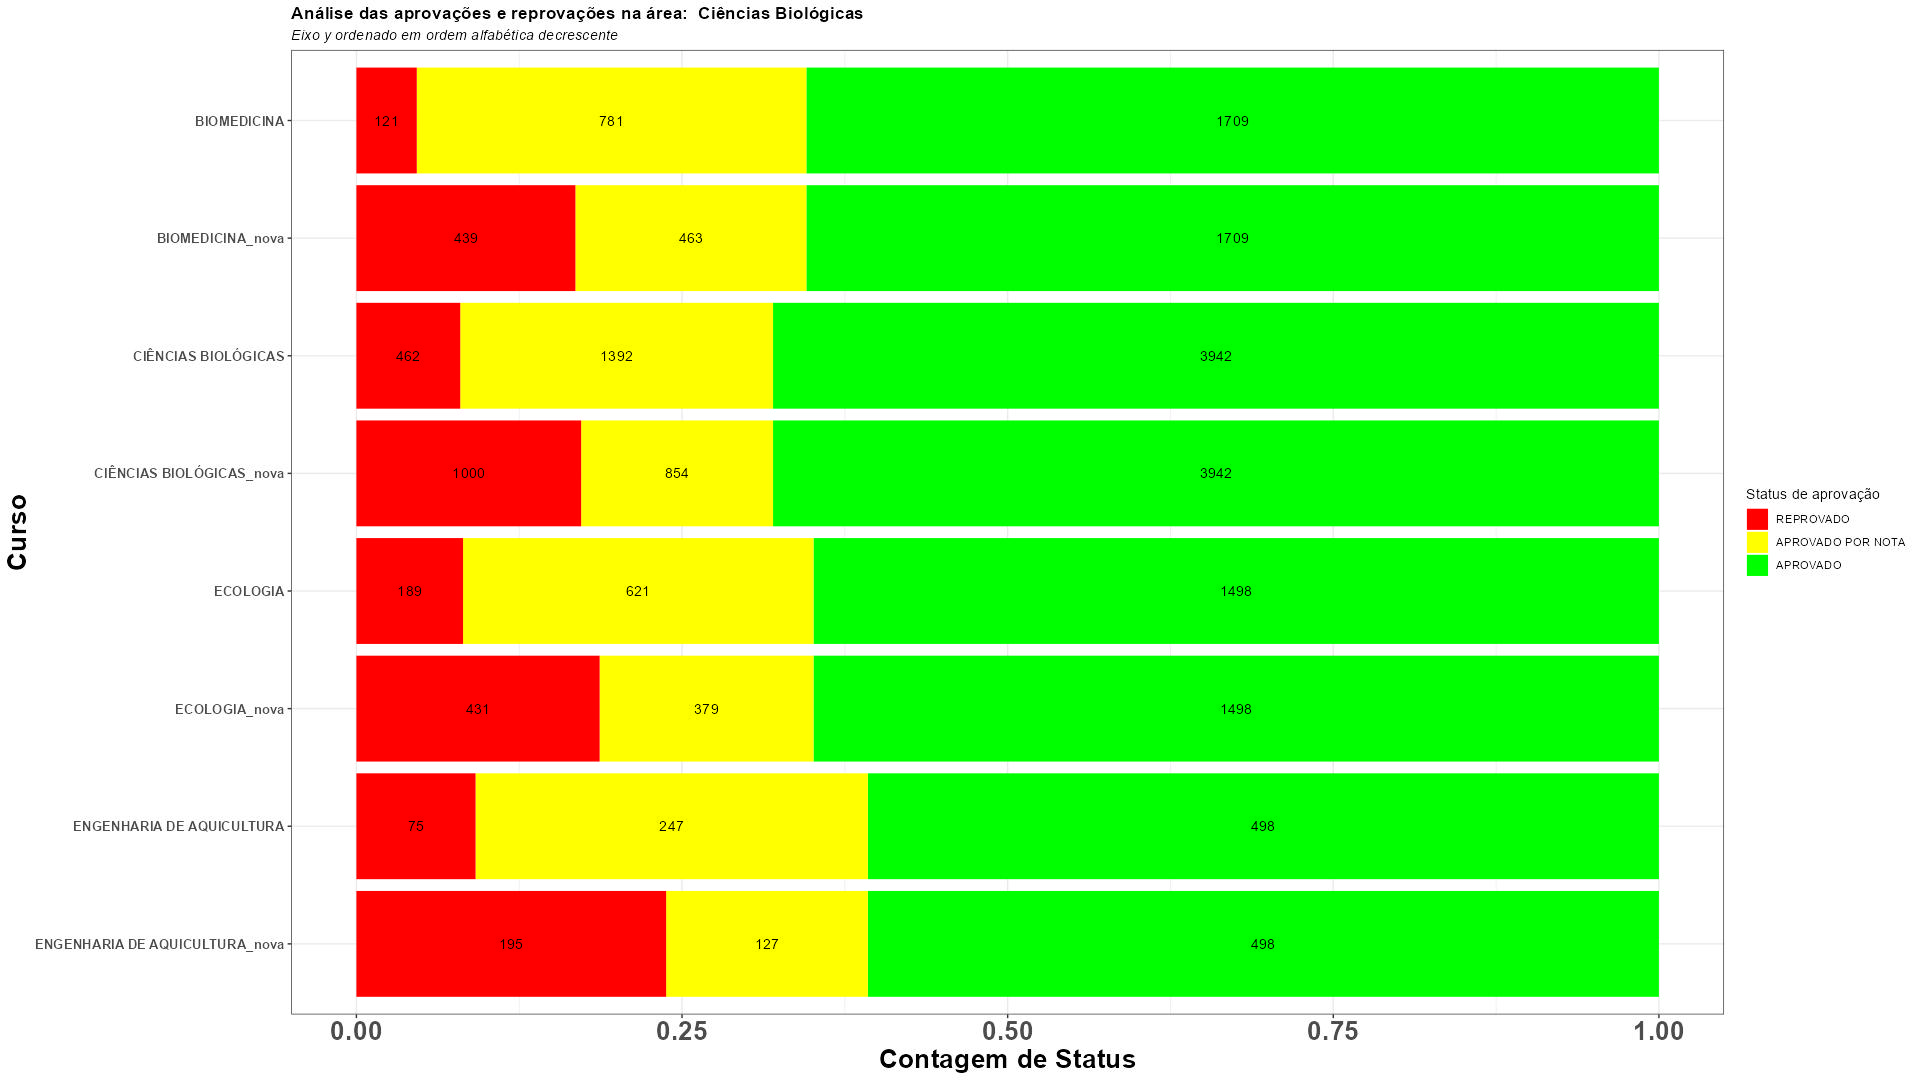 Análise das aprovações e reprovações na área:  Ciências Biológicas
Eixo y ordenado em ordem alfabética decrescente
Curso
BIOMEDICINA 121 781 1709
BIOMEDICINA_nova 439 463 1709
CIÊNCIAS BIOLÓGICAS 462 1392 3942
CIÊNCIAS BIOLÓGICAS_nova 1000 854 3942
ECOLOGIA 189 621 1498
ECOLOGIA_nova 431 379 1498
ENGENHARIA DE AQUICULTURA 75 247 498
ENGENHARIA DE AQUICULTURA_nova 195 127 498
0.00 0.25 0.50 0.75 1.00
Contagem de Status
Status de aprovação
REPROVADO
APROVADO POR NOTA
APROVADO